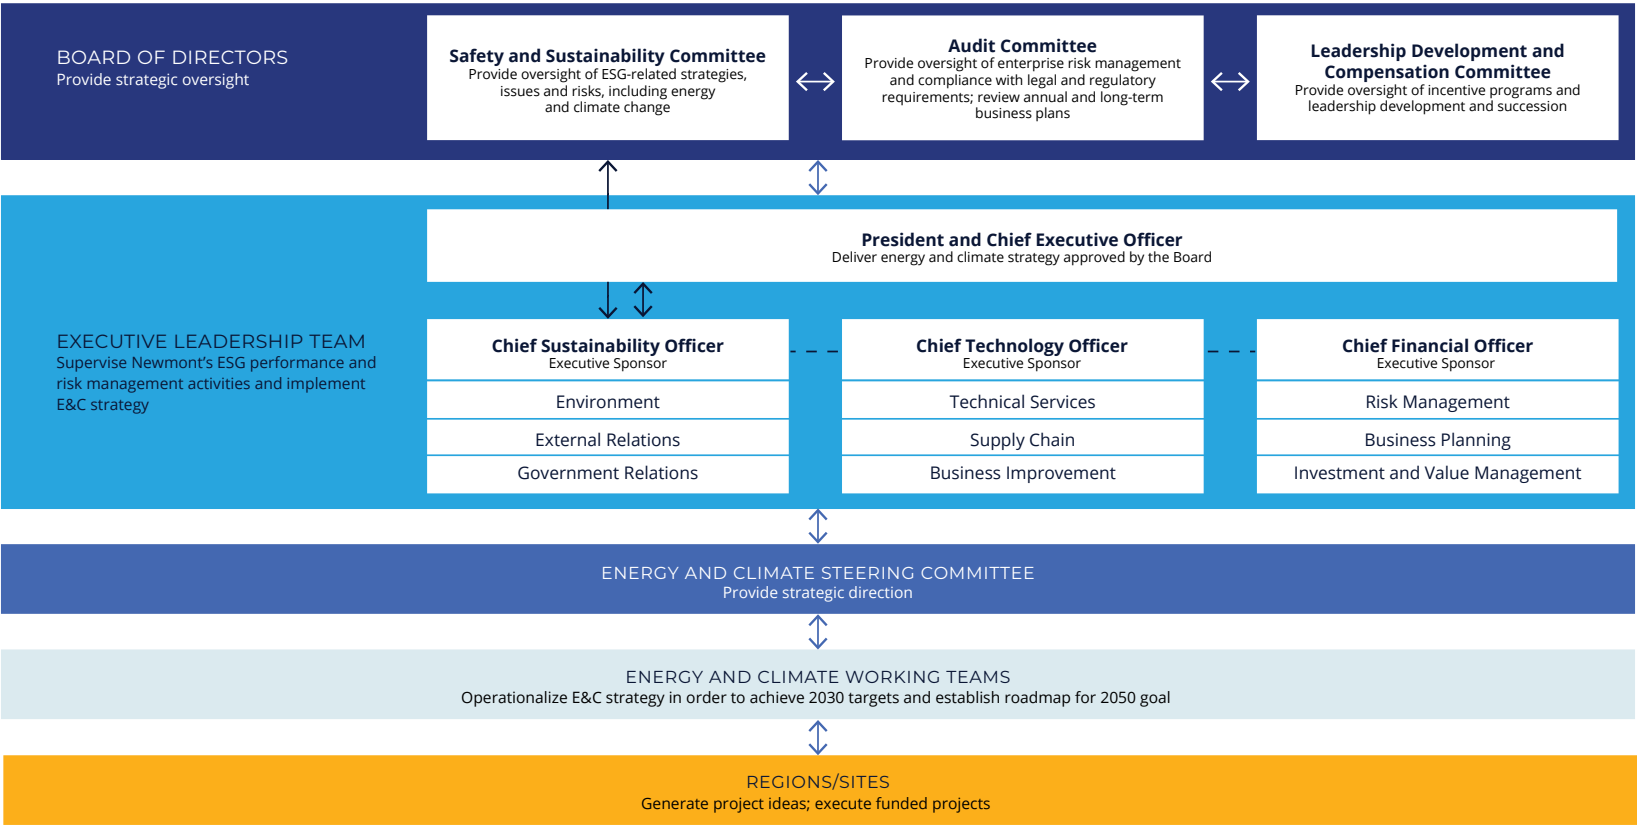 BOARD OF DIRECTORS
Provide strategic oversight
Safety and Sustainability Committee
Provide oversight of ESG-related strategies,
issues and risks, including energy
and climate change
Audit Committee
Provide oversight of enterprise risk management
and compliance with legal and regulatory
requirements; review annual and long-term
business plans
Leadership Development and
Compensation Committee
Provide oversight of incentive programs and
leadership development and succession
President and Chief Executive Officer
Deliver energy and climate strategy approved by the Board
EXECUTIVE LEADERSHIP TEAM
Supervise Newmont's ESG performance and
risk management activities and implement
E&C strategy
Chief Sustainability Officer
Executive Sponsor
Environment
External Relations
Government Relations
Chief Technology Officer
Executive Sponsor
Technical Services
Supply Chain
Business Improvement
Chief Financial Officer
Executive Sponsor
Risk Management
Business Planning
Investment and Value Management
ENERGY AND CLIMATE STEERING COMMITTEE
Provide strategic direction
ENERGY AND CLIMATE WORKING TEAMS
Operationalize E&C strategy in order to achieve 2030 targets and establish roadmap for 2050 goal
REGIONS/SITES
Generate project ideas; execute funded projects